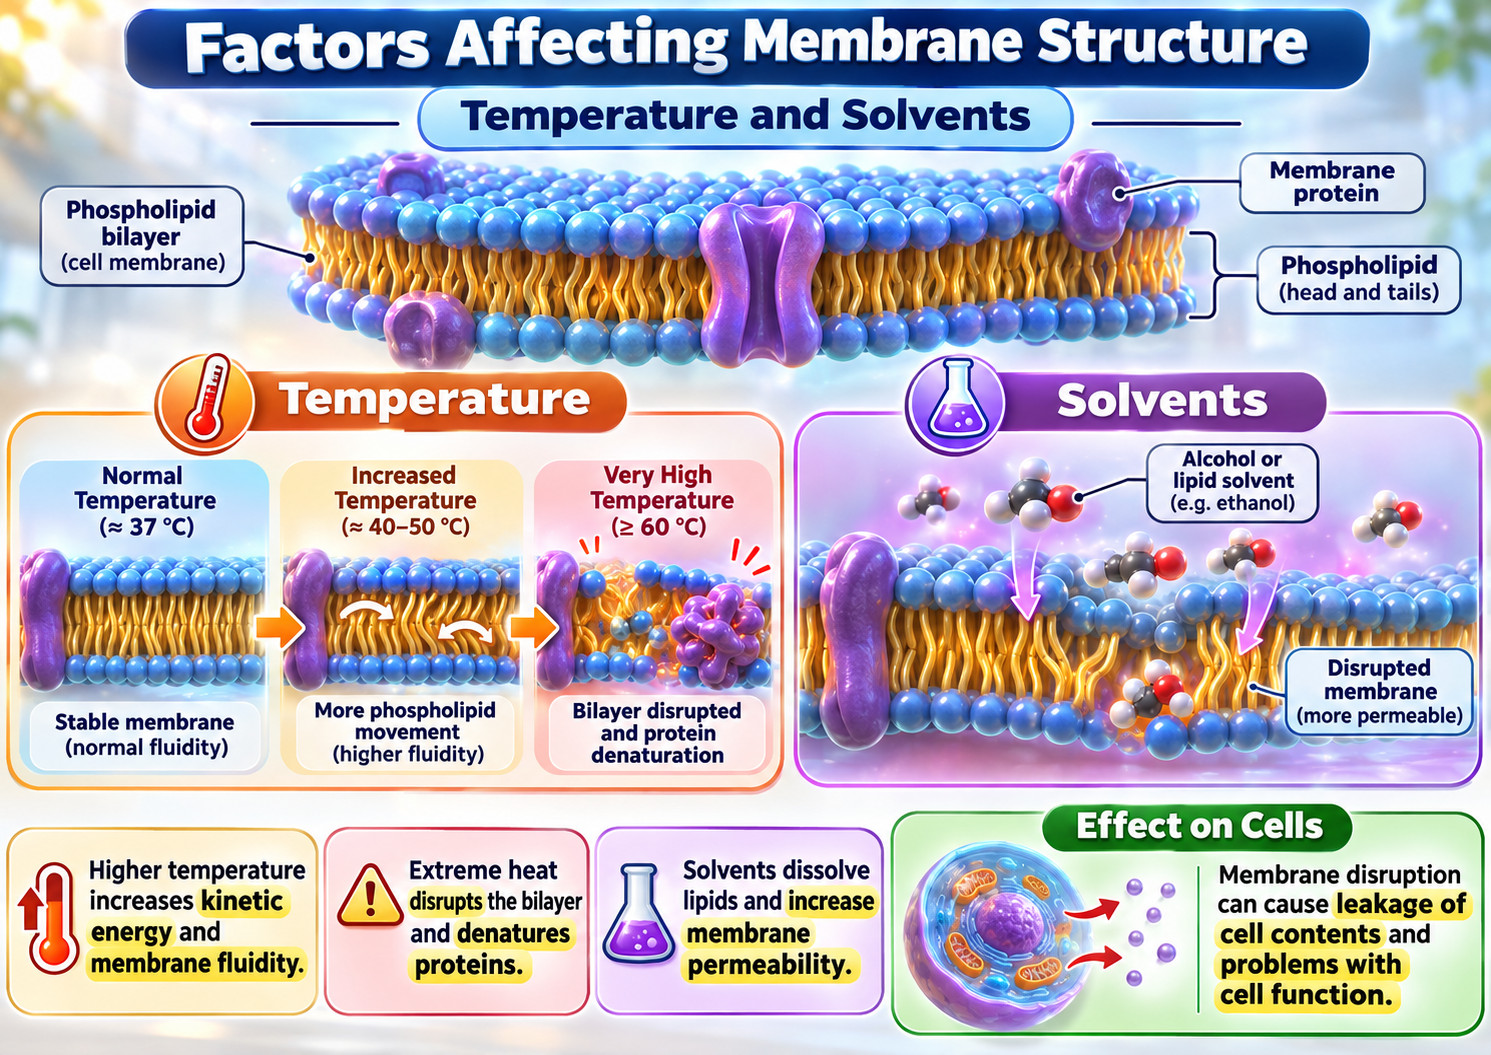 Factors Affecting Membrane Structure
Temperature and Solvents
Phospholipid
bilayer
(cell membrane)
Membrane
protein
Phospholipid
(head and tails)
Temperature
Normal
Temperature
(≈ 37 °C)
Increased
Temperature
(≈ 40–50 °C)
Very High
Temperature
(≥ 60 °C)
Stable membrane
(normal fluidity)
More phospholipid
movement
(higher fluidity)
Bilayer disrupted
and protein
denaturation
Solvents
Alcohol or
lipid solvent
(e.g. ethanol)
Disrupted
membrane
(more permeable)
Higher temperature
increases kinetic
energy and
membrane fluidity.
Extreme heat
disrupts the bilayer
and denatures
proteins.
Solvents dissolve
lipids and increase
membrane
permeability.
Effect on Cells
Membrane disruption
can cause leakage of
cell contents and
problems with
cell function.